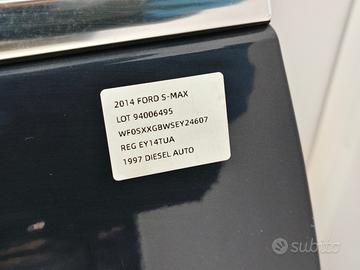 2014 FORD S-MAX
LOT 94006495
WF0SXXGBWSEY24607
REG EY14TUA
1997 DIESEL AUTO
subito